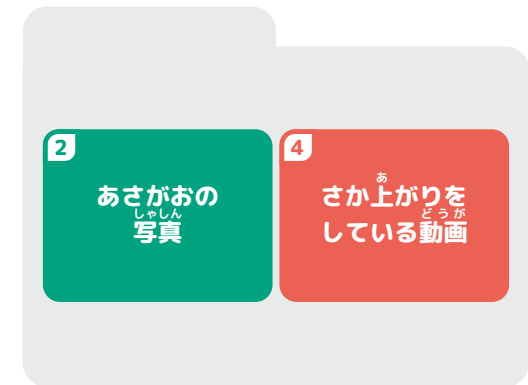 2
あさがおの
しゃしん
写真
4
あ
さか上がりを
どうが
している動画